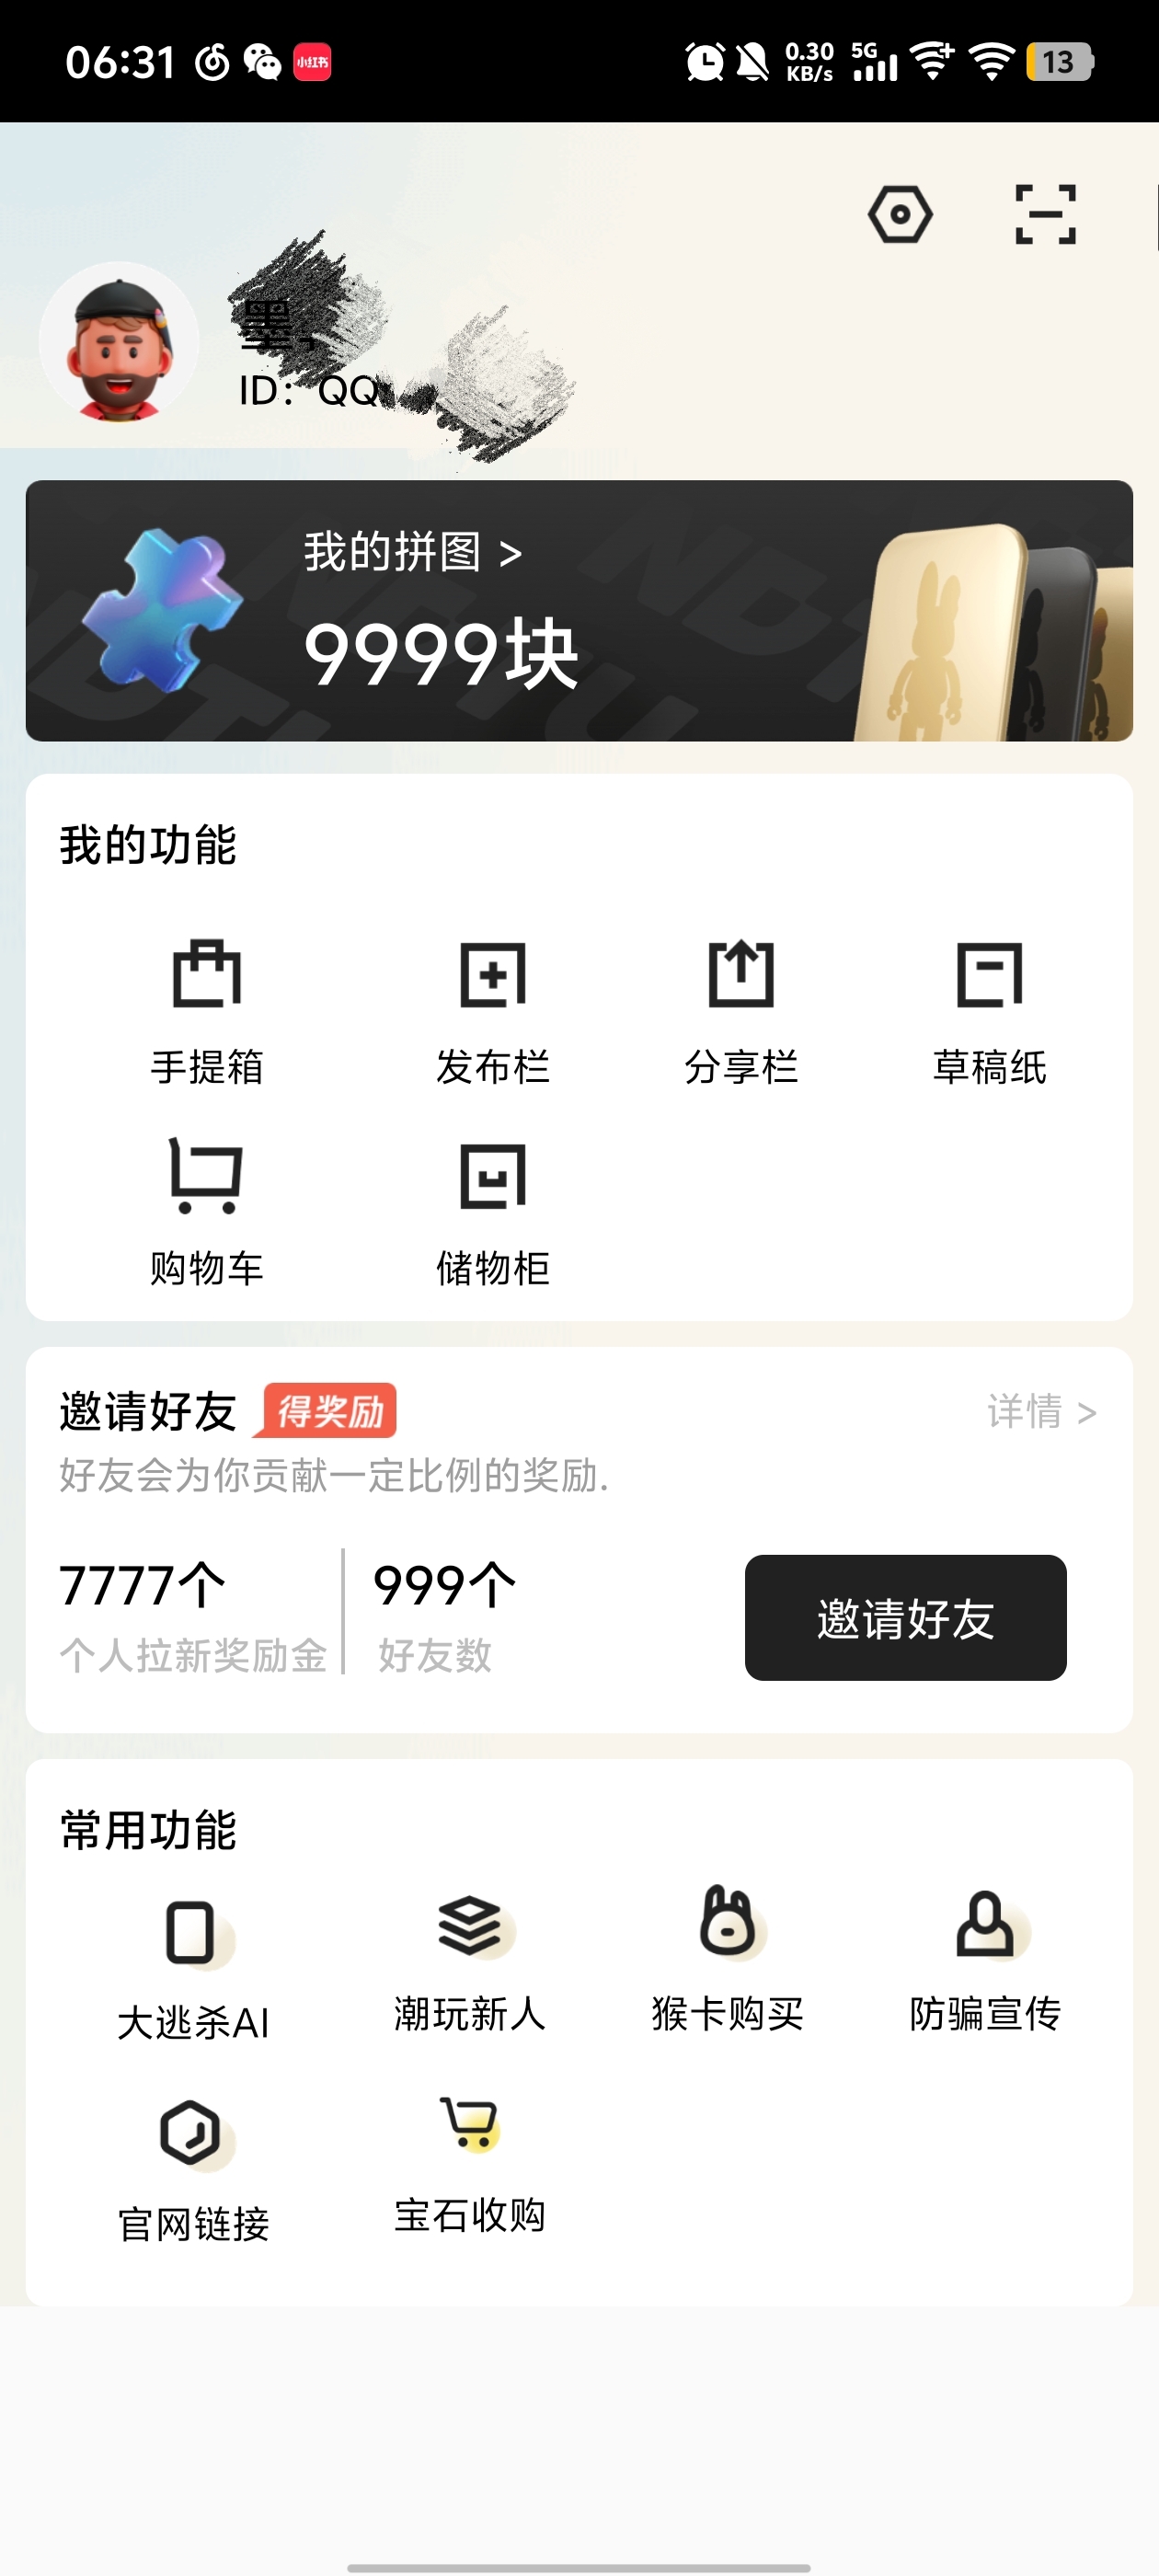 06:31
小红书
0.30
KB/s
5G
13
墨,
ID：QQ
我的拼图 >
9999块
我的功能
手提箱 发布栏 分享栏 草稿纸
购物车 储物柜
邀请好友 得奖励 详情 >
好友会为你贡献一定比例的奖励.
7777个 999个
个人拉新奖励金 好友数
邀请好友
常用功能
大逃杀AI 潮玩新人 猴卡购买 防骗宣传
官网链接 宝石收购